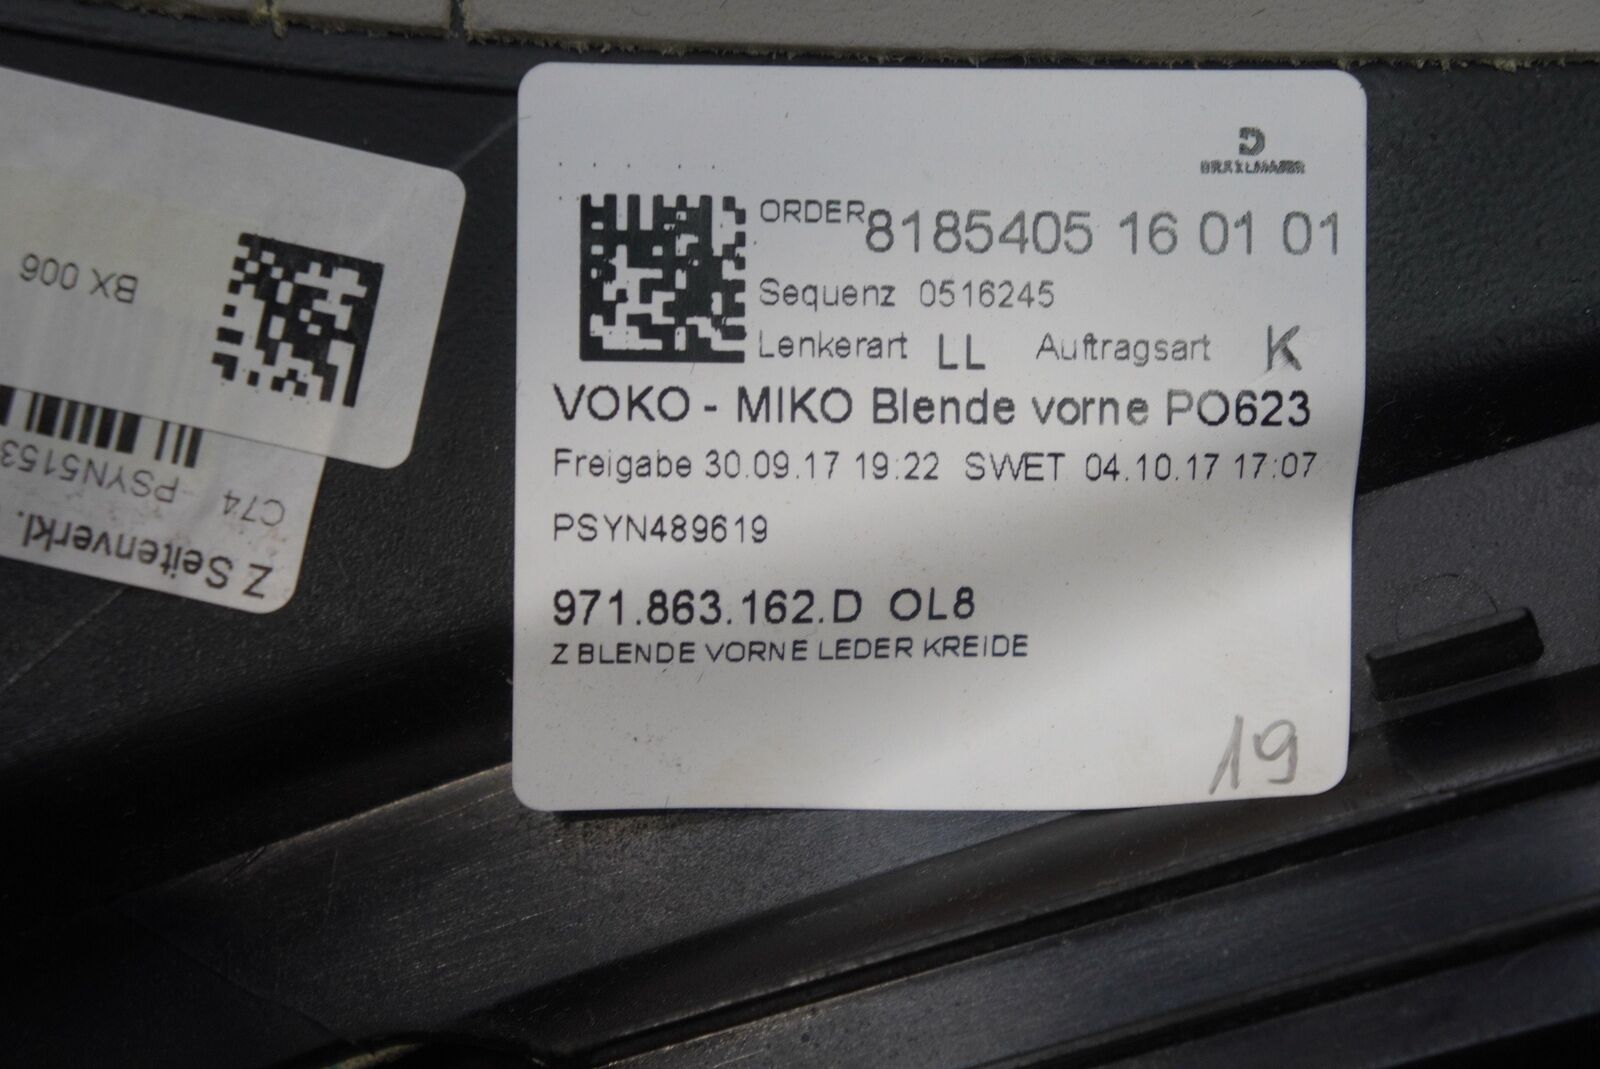 DRÄXLMAIER
ORDER 8185405 16 01 01
Sequenz 0516245
Lenkerart LL Auftragsart K
VOKO - MIKO Blende vorne PO623
Freigabe 30.09.17 19:22 SWET 04.10.17 17:07
PSYN489619
971.863.162.D OL8
Z BLENDE VORNE LEDER KREIDE
19
BX 006
C74 PSYN5153
Z Seitenverkl.